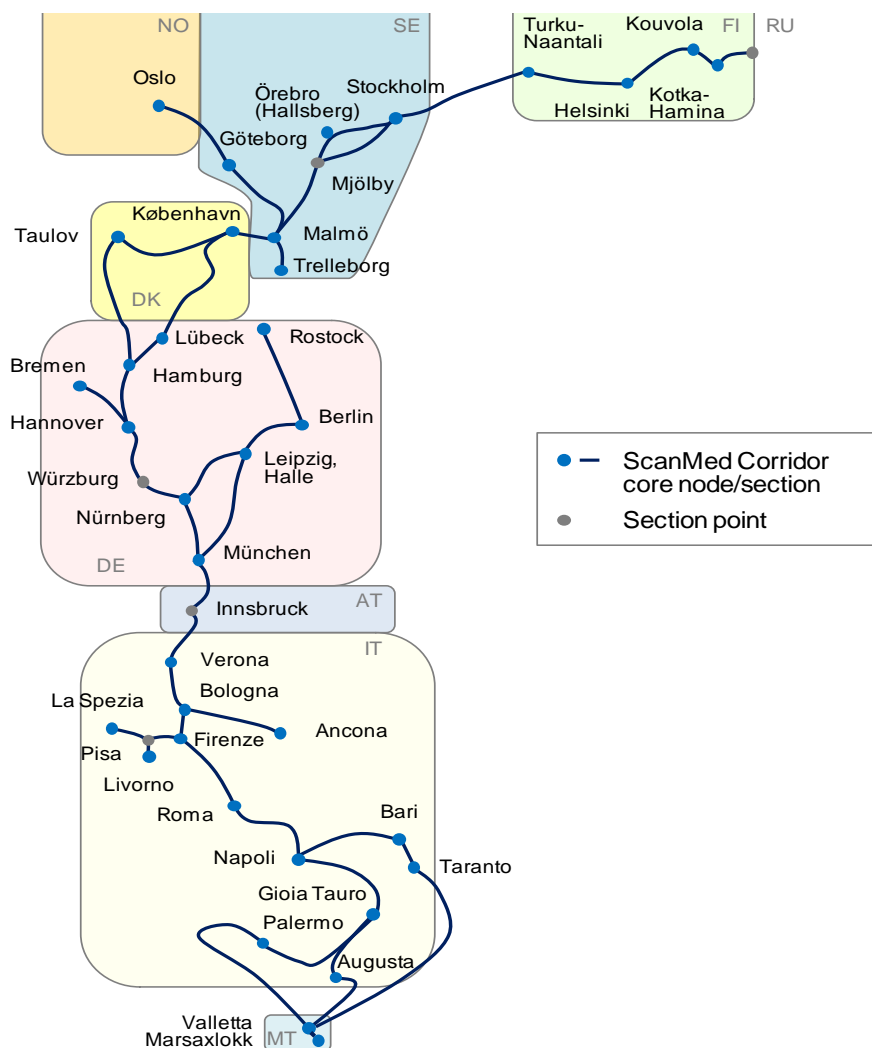 NO
SE
Turku-
Naantali
Kouvola
FI
RU
Oslo
Örebro
(Hallsberg)
Stockholm
Göteborg
Helsinki
Kotka-
Hamina
Mjölby
København
Taulov
Malmö
Trelleborg
DK
Lübeck
Rostock
Bremen
Hamburg
Hannover
Berlin
Würzburg
Leipzig,
Halle
Nürnberg
München
DE
ScanMed Corridor
core node/section
Section point
Innsbruck
AT
IT
Verona
Bologna
La Spezia
Firenze
Ancona
Pisa
Livorno
Roma
Bari
Napoli
Taranto
Gioia Tauro
Palermo
Augusta
Valletta
Marsaxlokk
MT